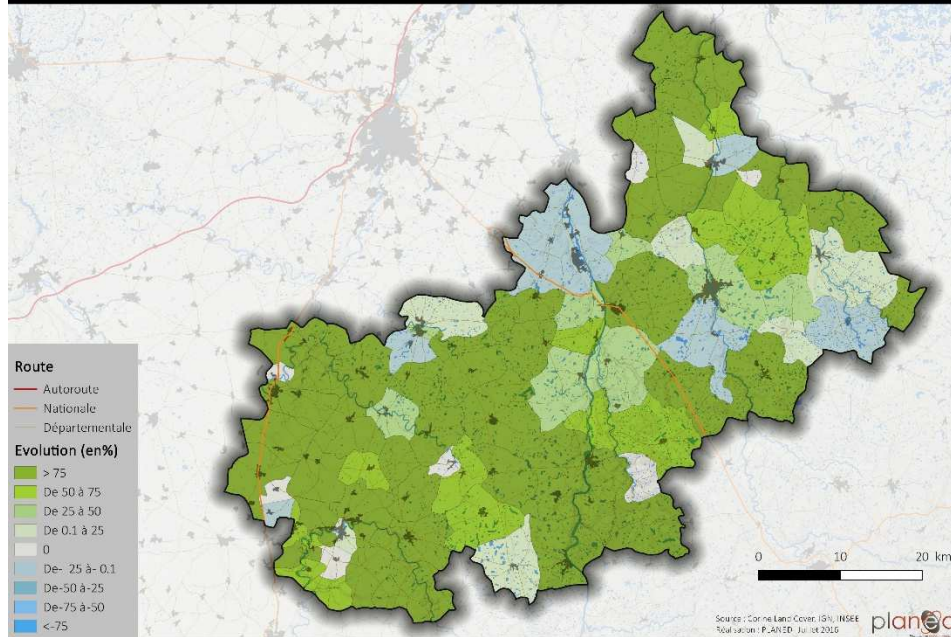 Route
Autoroute
Nationale
Départementale
Evolution (en%)
> 75
De 50 à 75
De 25 à 50
De 0.1 à 25
0
De- 25 à- 0.1
De-50 à-25
De-75 à-50
<-75
0 10 20 km
Source : Corine Land Cover, IGN, INSEE
Réalisation : PLANED- Juillet 2016
planed